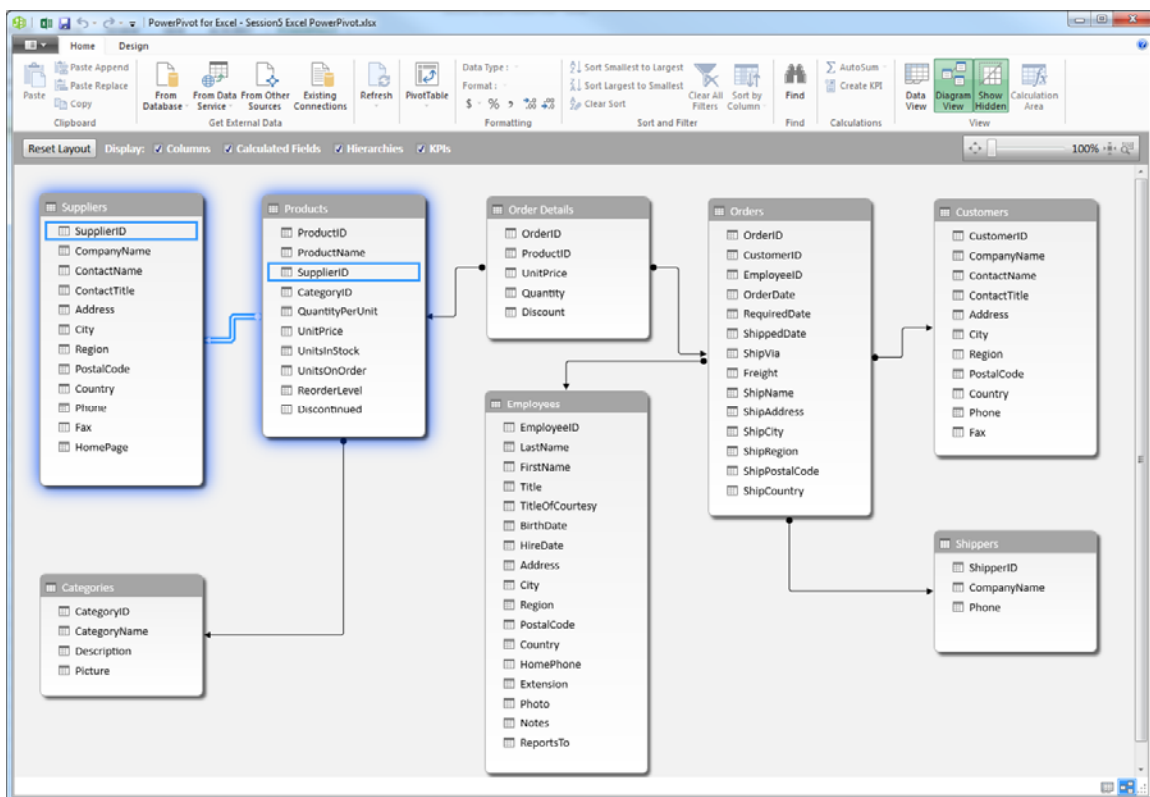 PowerPivot for Excel - Session5 Excel PowerPivot.xlsx
Home Design
Paste
Paste Append
Paste Replace
Copy
Clipboard
From Database
From Data Service
From Other Sources
Existing Connections
Get External Data
Refresh
PivotTable
Data Type :
Format :
$ % , .00 .00
Formatting
Sort Smallest to Largest
Sort Largest to Smallest
Clear Sort
Clear All Filters
Sort by Column
Sort and Filter
Find
Find
AutoSum
Create KPI
Calculations
Data View
Diagram View
Show Hidden
Calculation Area
View
Reset Layout Display: Columns Calculated Fields Hierarchies KPIs 100%
Suppliers
SupplierID
CompanyName
ContactName
ContactTitle
Address
City
Region
PostalCode
Country
Phone
Fax
HomePage
Products
ProductID
ProductName
SupplierID
CategoryID
QuantityPerUnit
UnitPrice
UnitsInStock
UnitsOnOrder
ReorderLevel
Discontinued
Order Details
OrderID
ProductID
UnitPrice
Quantity
Discount
Orders
OrderID
CustomerID
EmployeeID
OrderDate
RequiredDate
ShippedDate
ShipVia
Freight
ShipName
ShipAddress
ShipCity
ShipRegion
ShipPostalCode
ShipCountry
Customers
CustomerID
CompanyName
ContactName
ContactTitle
Address
City
Region
PostalCode
Country
Phone
Fax
Employees
EmployeeID
LastName
FirstName
Title
TitleOfCourtesy
BirthDate
HireDate
Address
City
Region
PostalCode
Country
HomePhone
Extension
Photo
Notes
ReportsTo
Shippers
ShipperID
CompanyName
Phone
Categories
CategoryID
CategoryName
Description
Picture